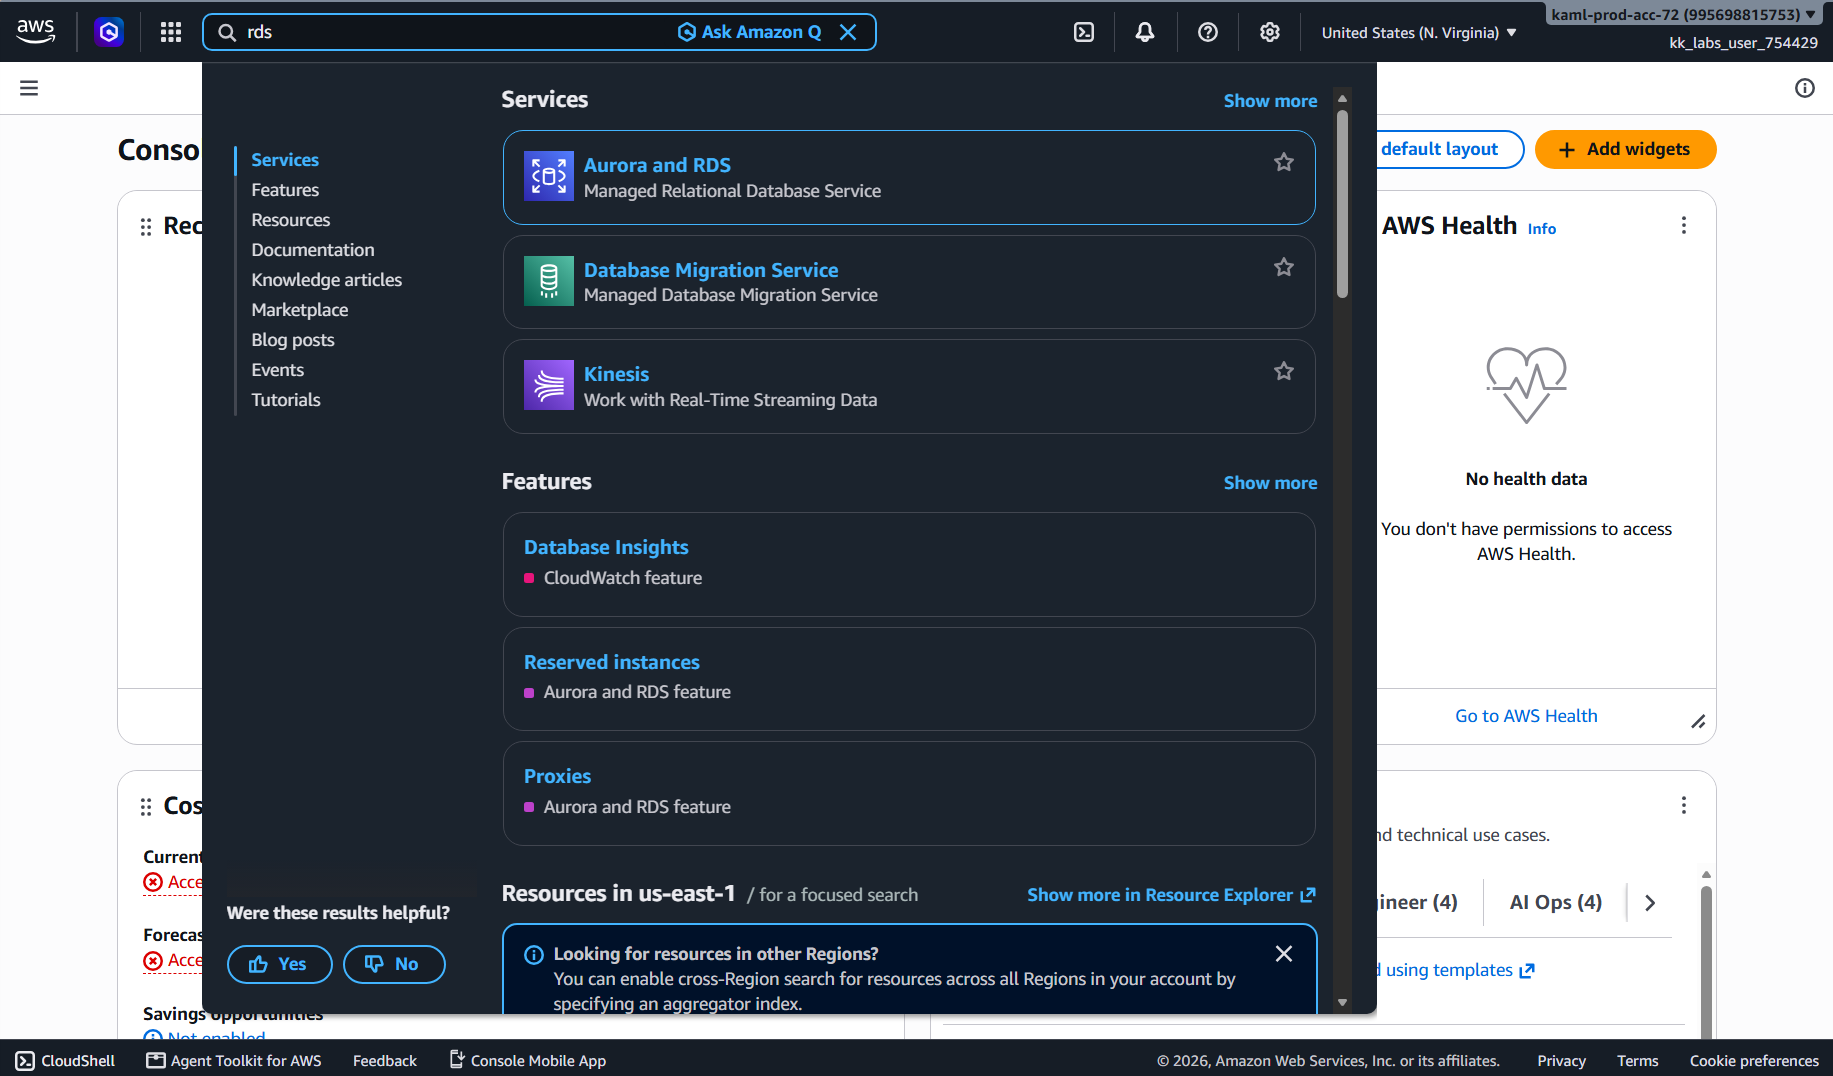 aws
rds
Ask Amazon Q
United States (N. Virginia) ▼
kaml-prod-acc-72 (995698815753) ▼
kk_labs_user_754429
Conso
default layout
+ Add widgets
Services
Features
Resources
Documentation
Knowledge articles
Marketplace
Blog posts
Events
Tutorials
Were these results helpful?
Yes
No
Services
Show more
Aurora and RDS
Managed Relational Database Service
Database Migration Service
Managed Database Migration Service
Kinesis
Work with Real-Time Streaming Data
Features
Show more
Database Insights
CloudWatch feature
Reserved instances
Aurora and RDS feature
Proxies
Aurora and RDS feature
Resources in us-east-1 / for a focused search
Show more in Resource Explorer
Looking for resources in other Regions?
You can enable cross-Region search for resources across all Regions in your account by
specifying an aggregator index.
Rec
AWS Health Info
No health data
You don't have permissions to access
AWS Health.
Go to AWS Health
Cos
Current
Acce
Forecas
Acce
Savings opportunities
Not enabled
nd technical use cases.
ineer (4)
AI Ops (4)
using templates
CloudShell
Agent Toolkit for AWS
Feedback
Console Mobile App
© 2026, Amazon Web Services, Inc. or its affiliates.
Privacy
Terms
Cookie preferences